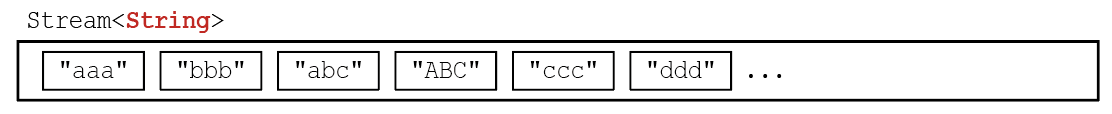 Stream<String>
"aaa" "bbb" "abc" "ABC" "ccc" "ddd" ...